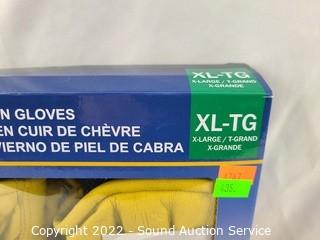 XL-TG
X-LARGE / T-GRAND
X-GRANDE
N GLOVES
EN CUIR DE CHÈVRE
VIERNO DE PIEL DE CABRA
XL-TG
X-LARGE / T-GRAND
X-GRANDE
Copyright 2022 - Sound Auction Service